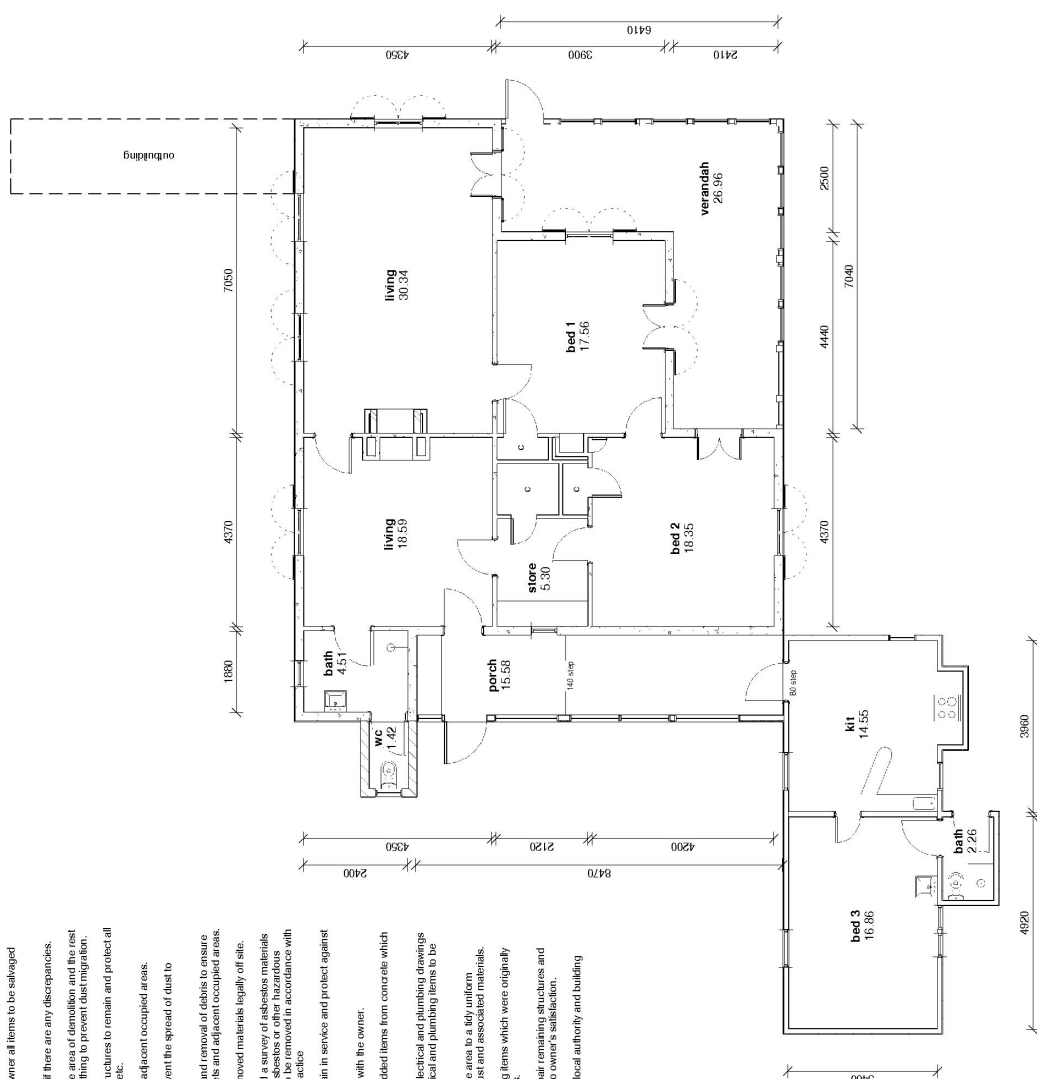 6410
4350
3900
2410
outbuilding
7050
living
30.34
verandah
26.96
2500
7040
bed 1
17.56
4440
c
c
c
4370
living
18.59
store
5.30
bed 2
18.35
4370
1880
bath
4.51
porch
15.58
140 step
80 step
wc
1.42
kit
14.55
3960
4350
2120
4200
2400
8470
bath
2.26
bed 3
16.86
4920
3400
wner all items to be salvaged
if there are any discrepancies.
e area of demolition and the rest
thing to prevent dust migration.
uctures to remain and protect all
etc.
adjacent occupied areas.
vent the spread of dust to
and removal of debris to ensure
ets and adjacent occupied areas.
moved materials legally off site.
d a survey of asbestos materials
sbestos or other hazardous
o be removed in accordance with
actice
ain in service and protect against
with the owner.
dded items from concrete which
lectrical and plumbing drawings
ical and plumbing items to be
e area to a tidy uniform
ust and associated materials.
g items which were originally
s.
pair remaining structures and
o owner's satisfaction.
local authority and building